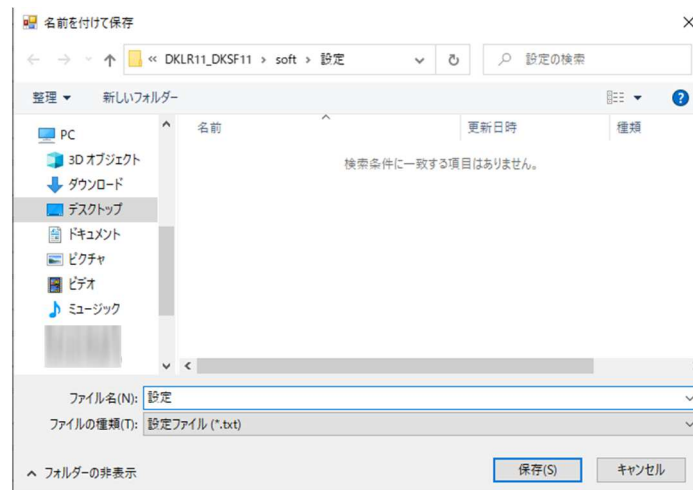 名前を付けて保存
« DKLR11_DKSF11 › soft › 設定
設定の検索
整理 新しいフォルダー
名前 更新日時 種類
検索条件に一致する項目はありません。
PC
3D オブジェクト
ダウンロード
デスクトップ
ドキュメント
ピクチャ
ビデオ
ミュージック
ファイル名(N): 設定
ファイルの種類(T): 設定ファイル (*.txt)
フォルダーの非表示
保存(S) キャンセル